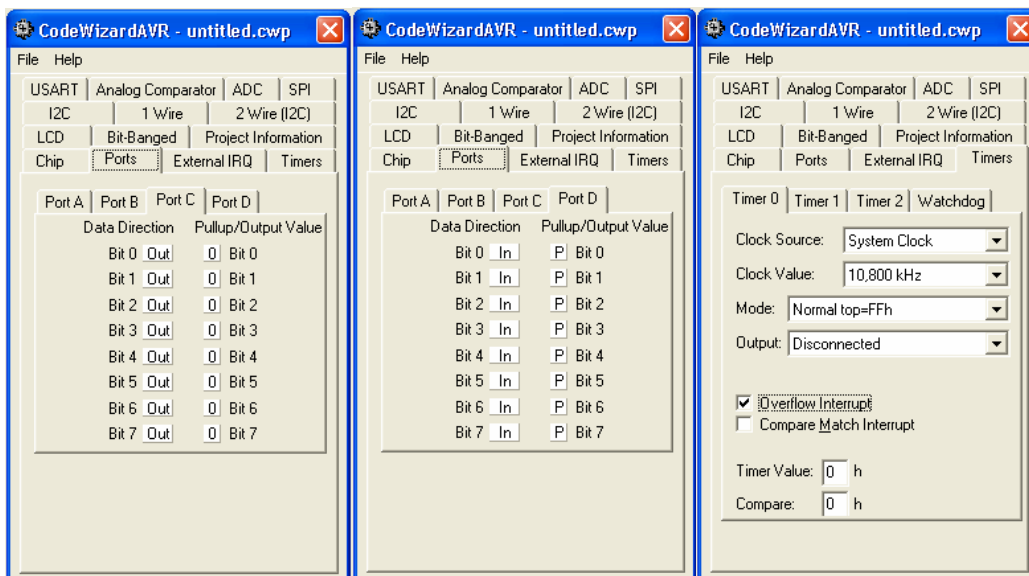 CodeWizardAVR - untitled.cwp
File Help
USART Analog Comparator ADC SPI
I2C 1 Wire 2 Wire (I2C)
LCD Bit-Banged Project Information
Chip Ports External IRQ Timers
Port A Port B Port C Port D
Data Direction Pullup/Output Value
Bit 0 Out 0 Bit 0
Bit 1 Out 0 Bit 1
Bit 2 Out 0 Bit 2
Bit 3 Out 0 Bit 3
Bit 4 Out 0 Bit 4
Bit 5 Out 0 Bit 5
Bit 6 Out 0 Bit 6
Bit 7 Out 0 Bit 7
CodeWizardAVR - untitled.cwp
File Help
USART Analog Comparator ADC SPI
I2C 1 Wire 2 Wire (I2C)
LCD Bit-Banged Project Information
Chip Ports External IRQ Timers
Port A Port B Port C Port D
Data Direction Pullup/Output Value
Bit 0 In P Bit 0
Bit 1 In P Bit 1
Bit 2 In P Bit 2
Bit 3 In P Bit 3
Bit 4 In P Bit 4
Bit 5 In P Bit 5
Bit 6 In P Bit 6
Bit 7 In P Bit 7
CodeWizardAVR - untitled.cwp
File Help
USART Analog Comparator ADC SPI
I2C 1 Wire 2 Wire (I2C)
LCD Bit-Banged Project Information
Chip Ports External IRQ Timers
Timer 0 Timer 1 Timer 2 Watchdog
Clock Source: System Clock
Clock Value: 10,800 kHz
Mode: Normal top=FFh
Output: Disconnected
Overflow Interrupt
Compare Match Interrupt
Timer Value: 0 h
Compare: 0 h